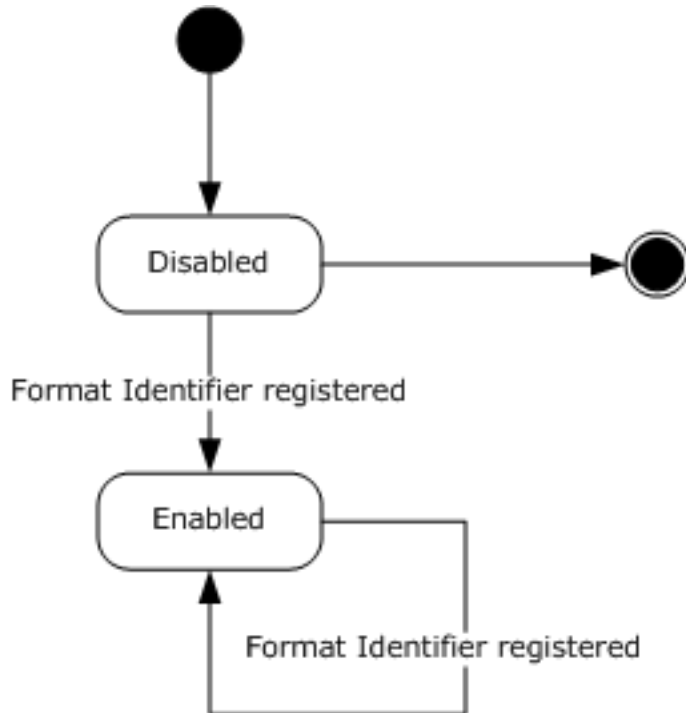 Disabled
Format Identifier registered
Enabled
Format Identifier registered